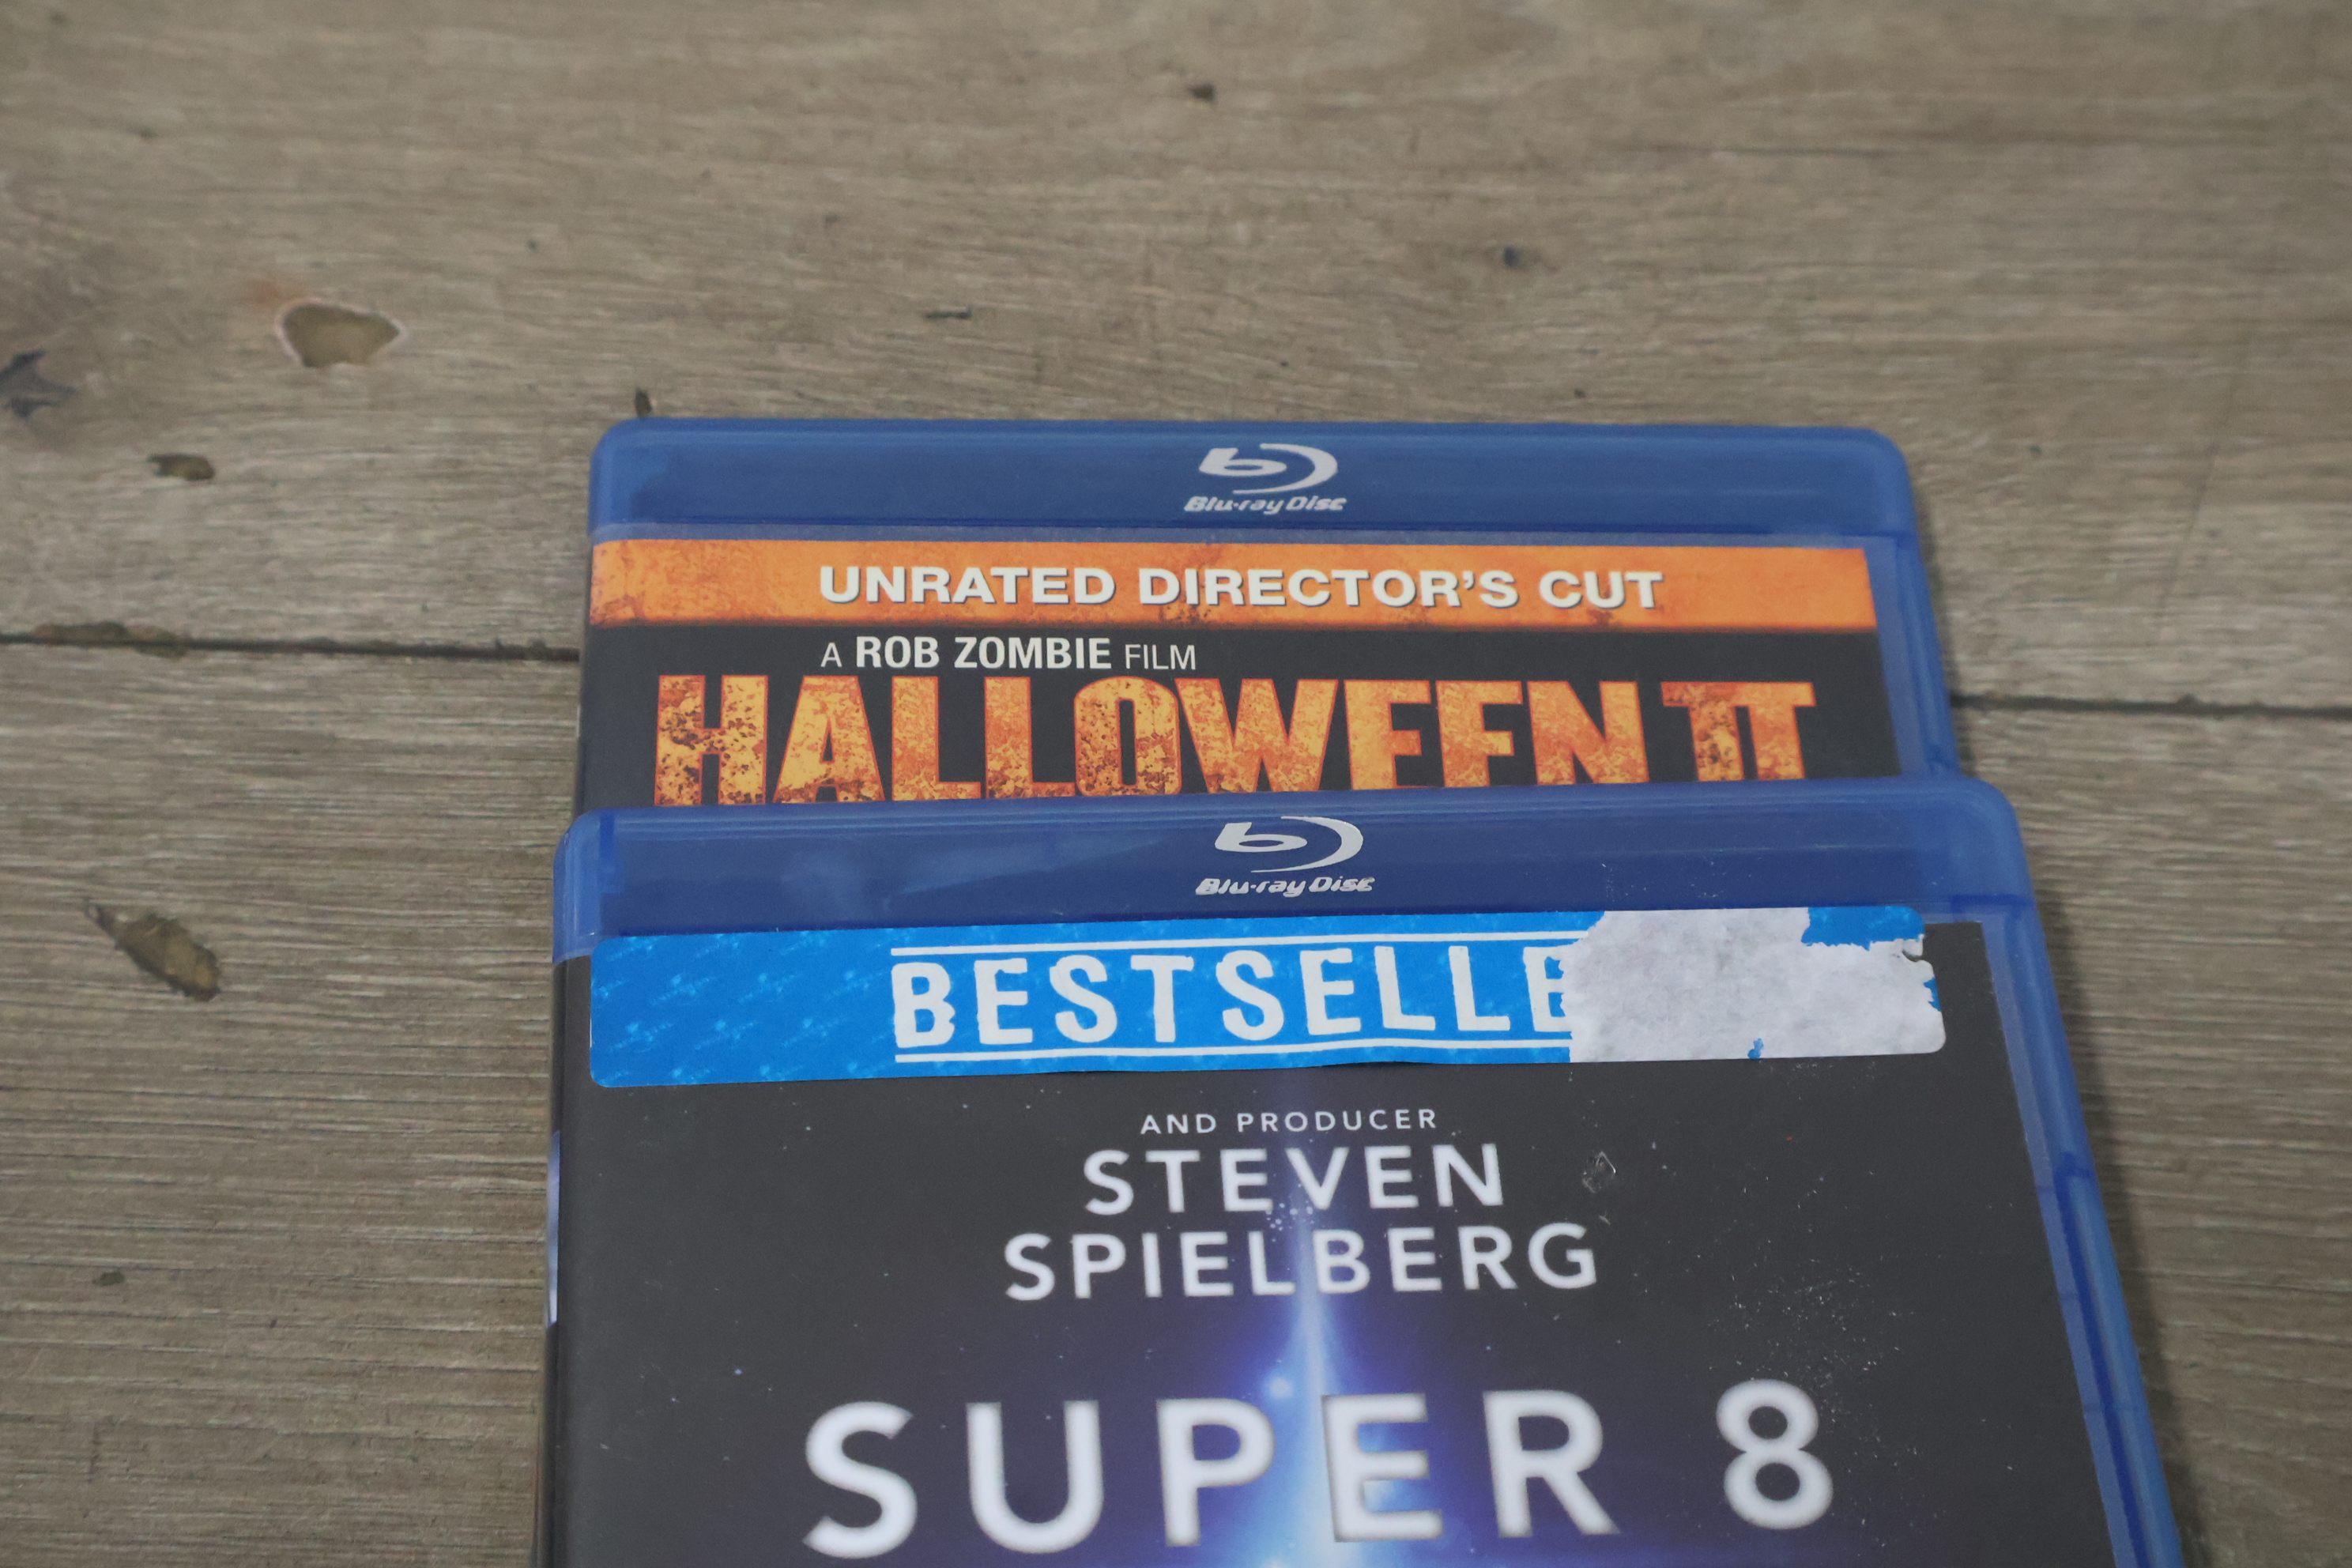 Blu-ray Disc
UNRATED DIRECTOR'S CUT
A ROB ZOMBIE FILM
HALLOWEEN II
Blu-ray Disc
BESTSELLE
AND PRODUCER
STEVEN
SPIELBERG
SUPER 8